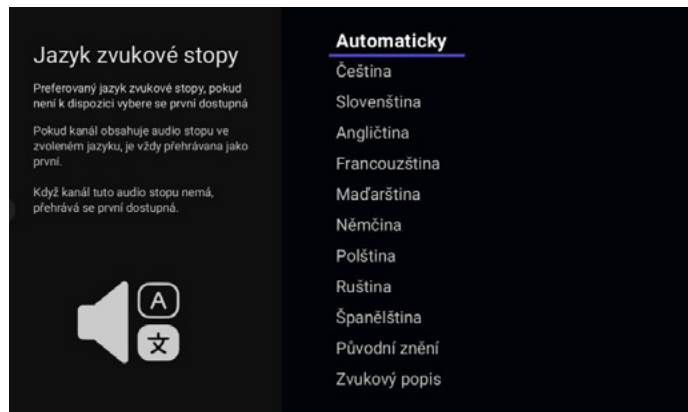 Jazyk zvukové stopy
Preferovaný jazyk zvukové stopy, pokud
není k dispozici vybere se první dostupná
Pokud kanál obsahuje audio stopu ve
zvoleném jazyku, je vždy přehrávana jako
první.
Když kanál tuto audio stopu nemá,
přehrává se první dostupná.
A
文
Automaticky
Čeština
Slovenština
Angličtina
Francouzština
Maďarština
Němčina
Polština
Ruština
Španělština
Původní znění
Zvukový popis